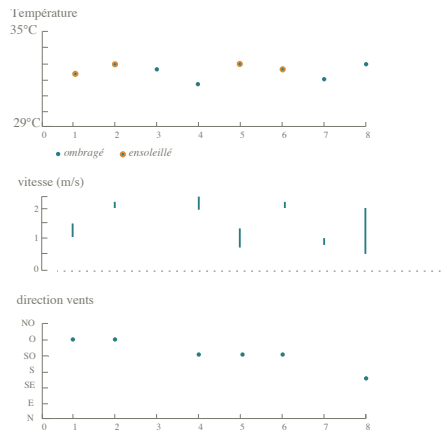 Température
35°C
29°C
0 1 2 3 4 5 6 7 8
ombragé ensoleillé
vitesse (m/s)
2
1
0
direction vents
NO
O
SO
S
SE
E
N
0 1 2 3 4 5 6 7 8